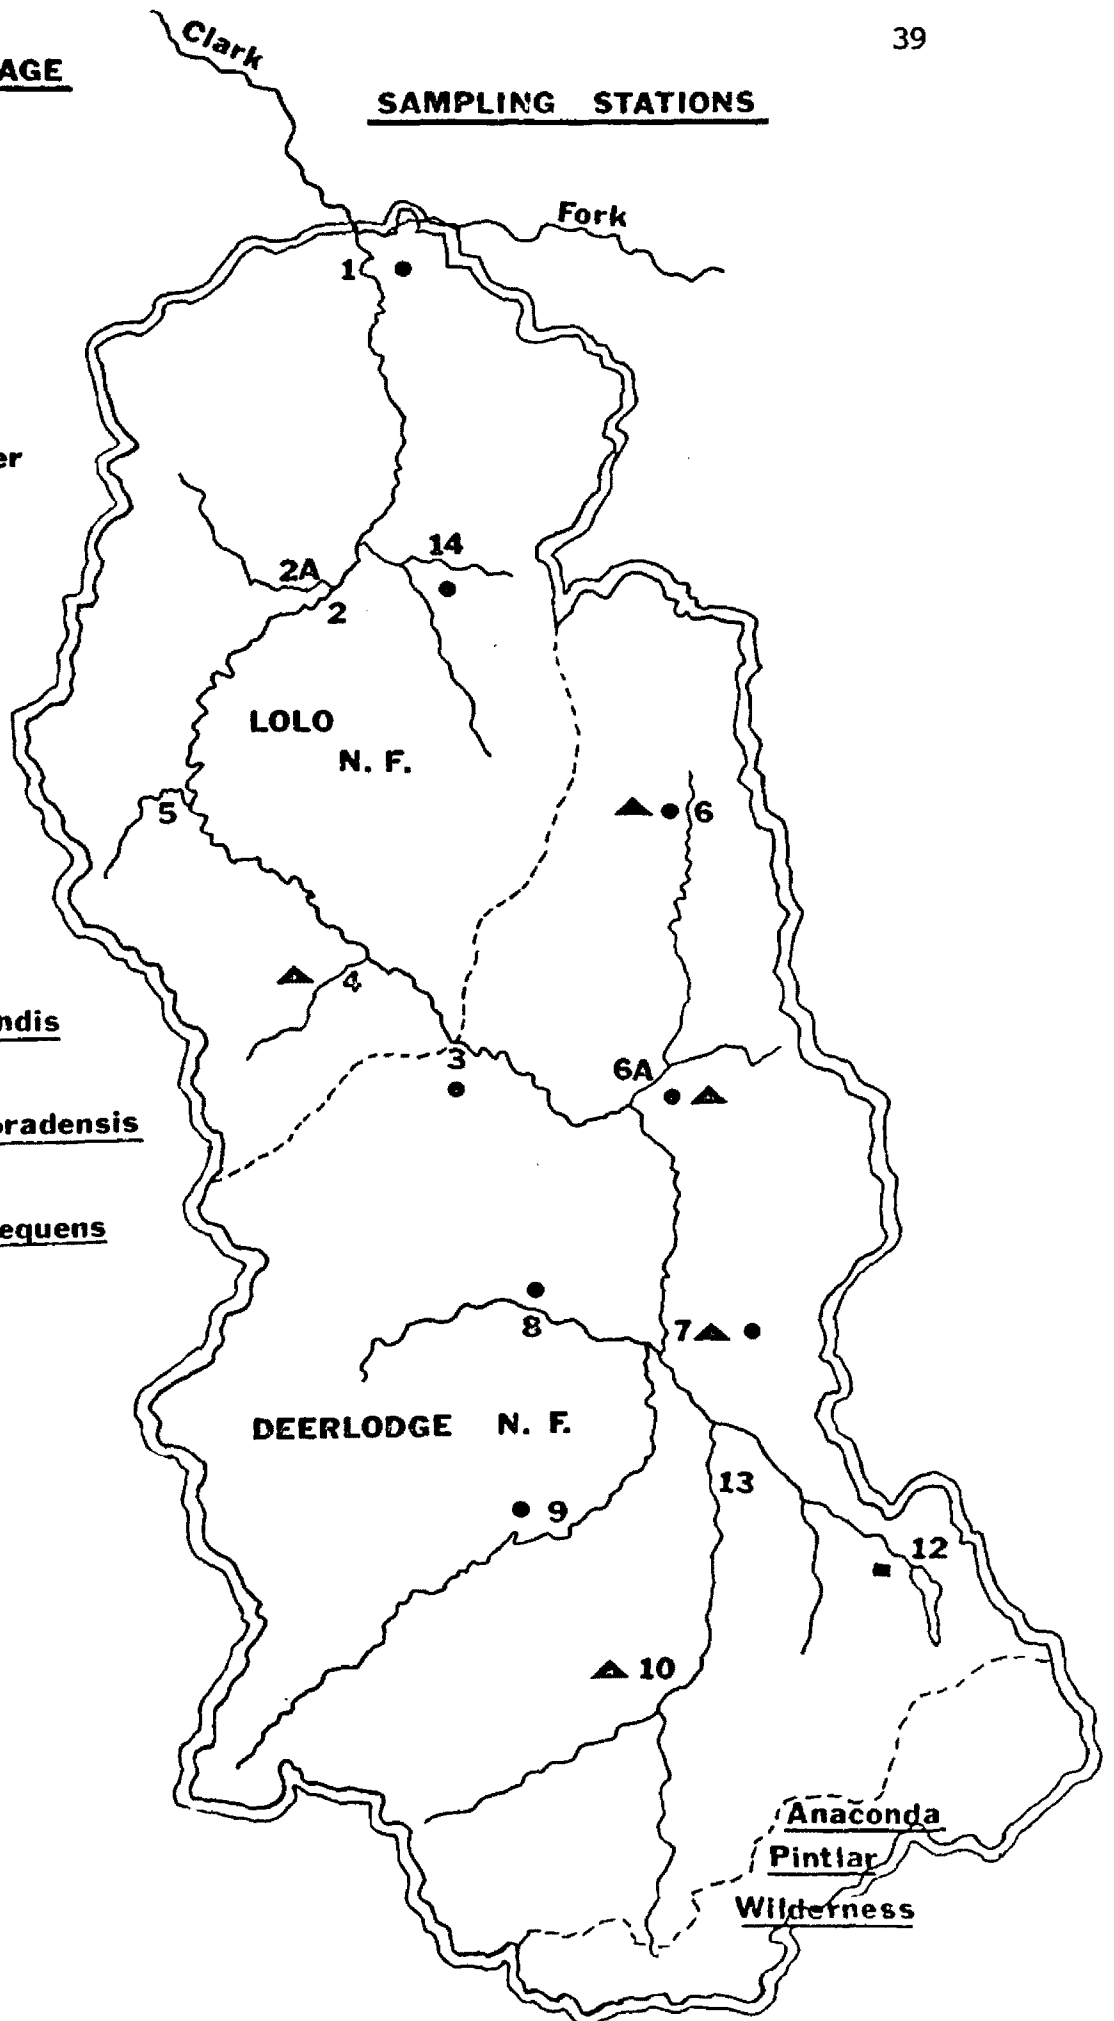 39
AGE
SAMPLING STATIONS
Clark
Fork
1
er
14
2A
2
LOLO
N. F.
5
6
4
ndis
3
6A
oradensis
equens
8
7
DEERLODGE N. F.
13
9
12
10
Anaconda
Pintlar
Wilderness